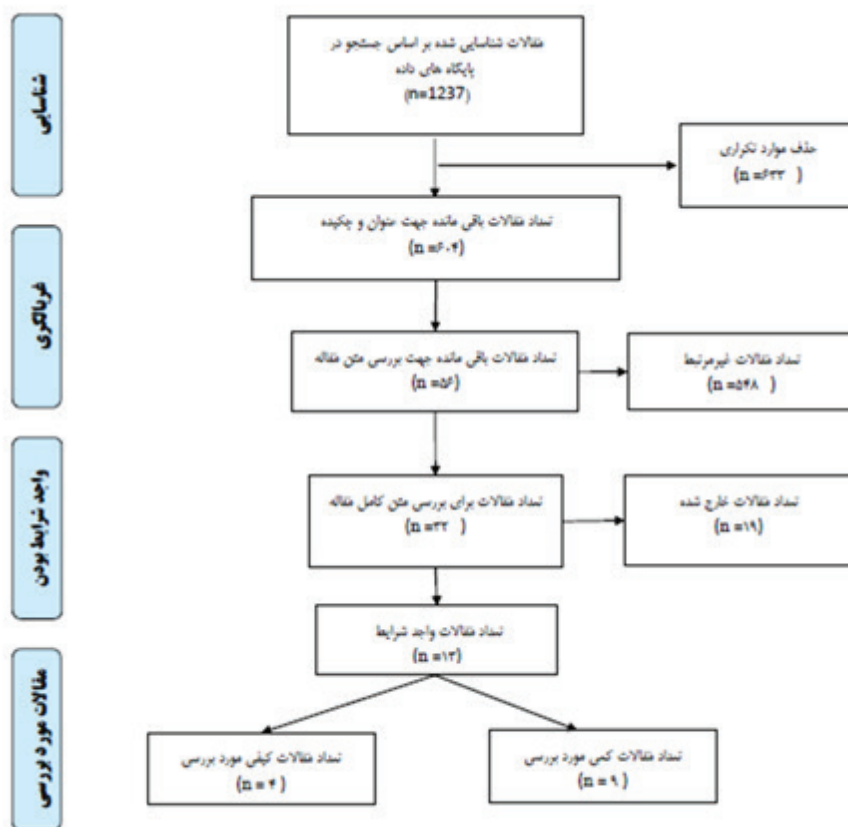 شناسایی
مقالات شناسایی شده بر اساس جستجو در
پایگاه های داده
(n=1237)
حذف موارد تکراری
(n =۶۳۳ )
تعداد مقالات باقی مانده جهت عنوان و چکیده
(n =۶۰۴)
غربالگری
تعداد مقالات باقی مانده جهت بررسی متن مقاله
(n =۵۶)
تعداد مقالات غیرمرتبط
(n =۵۴۸ )
واجد شرایط بودن
تعداد مقالات برای بررسی متن کامل مقاله
(n =۳۲ )
تعداد مقالات خارج شده
(n =۱۹)
تعداد مقالات واجد شرایط
(n =۱۳)
مقالات مورد بررسی
تعداد مقالات کیفی مورد بررسی
(n = ۴ )
تعداد مقالات کمی مورد بررسی
(n = ۹ )